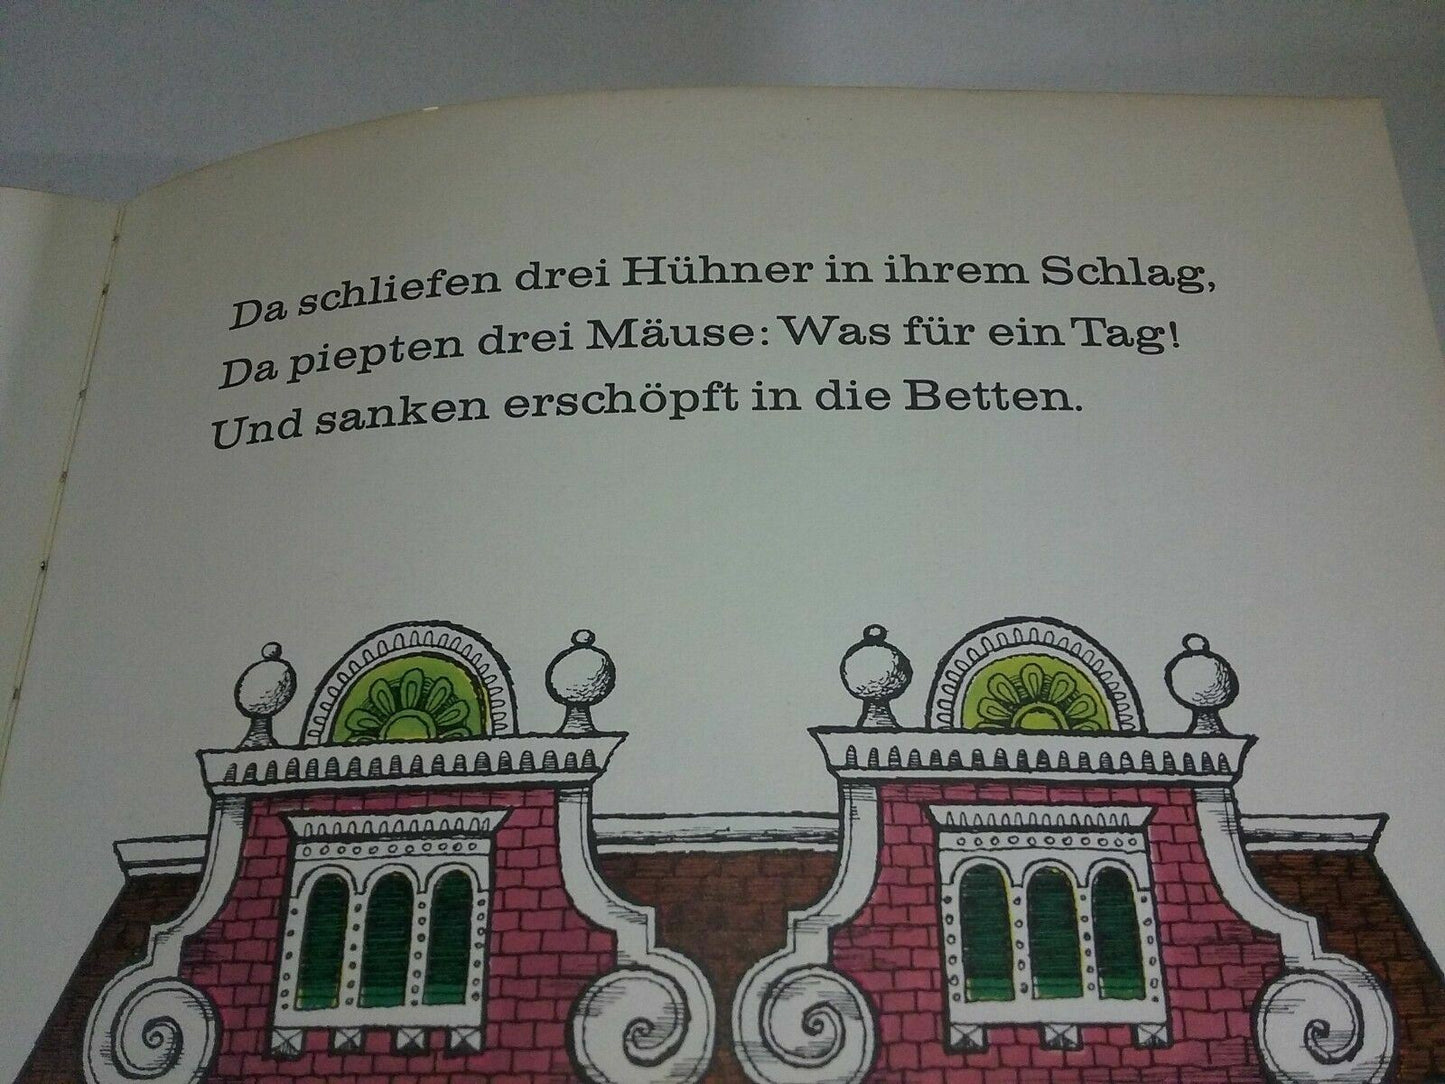 Da schliefen drei Hühner in ihrem Schlag,
Da piepten drei Mäuse: Was für ein Tag!
Und sanken erschöpft in die Betten.